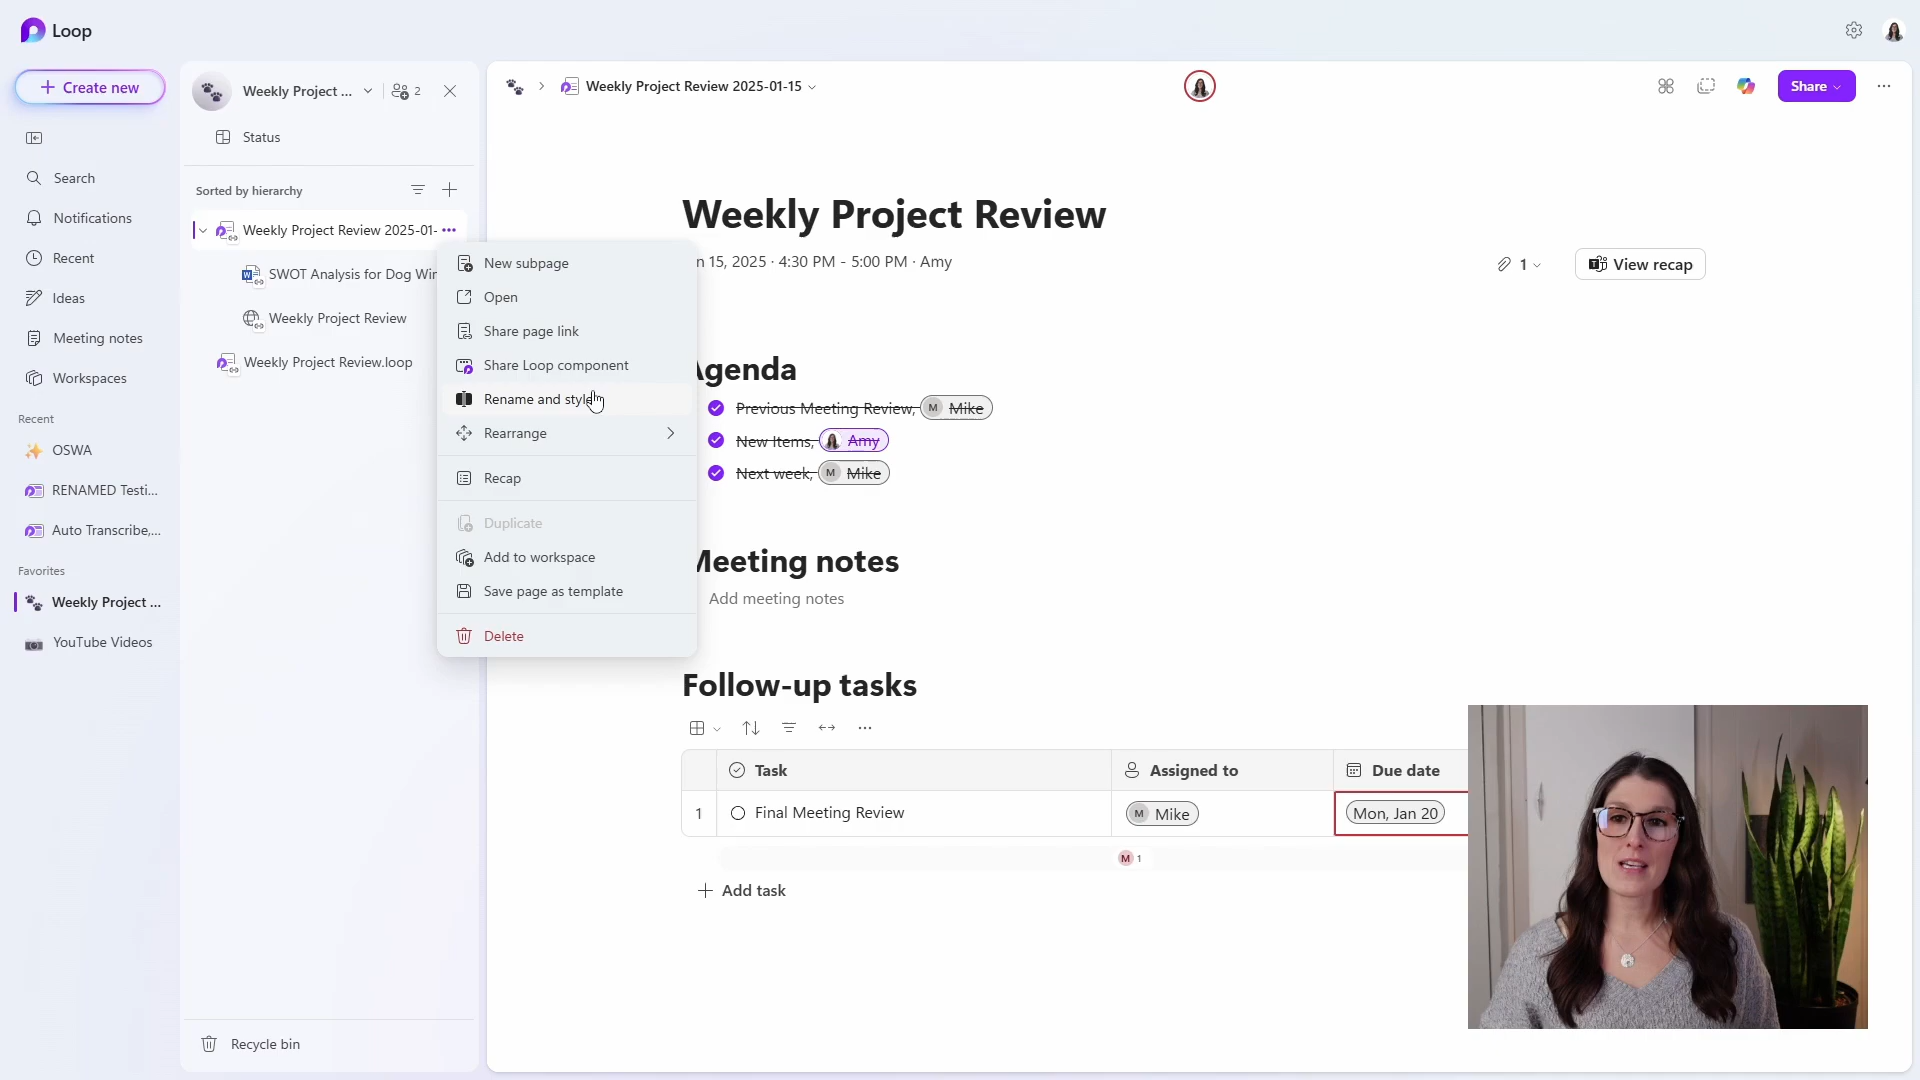 Loop
Create new
Search
Notifications
Recent
Ideas
Meeting notes
Workspaces
Recent
OSWA
RENAMED Testi...
Auto Transcribe,...
Favorites
Weekly Project ...
YouTube Videos
Weekly Project ...
2
Status
Sorted by hierarchy
Weekly Project Review 2025-01-
SWOT Analysis for Dog Wi
Weekly Project Review
Weekly Project Review.loop
Recycle bin
New subpage
Open
Share page link
Share Loop component
Rename and style
Rearrange
Recap
Duplicate
Add to workspace
Save page as template
Delete
Weekly Project Review 2025-01-15
Share
Weekly Project Review
n 15, 2025 · 4:30 PM - 5:00 PM · Amy
1
View recap
Agenda
Previous Meeting Review, M Mike
New Items, Amy
Next week, M Mike
Meeting notes
Add meeting notes
Follow-up tasks
Task Assigned to Due date
1 Final Meeting Review M Mike Mon, Jan 20
M 1
Add task